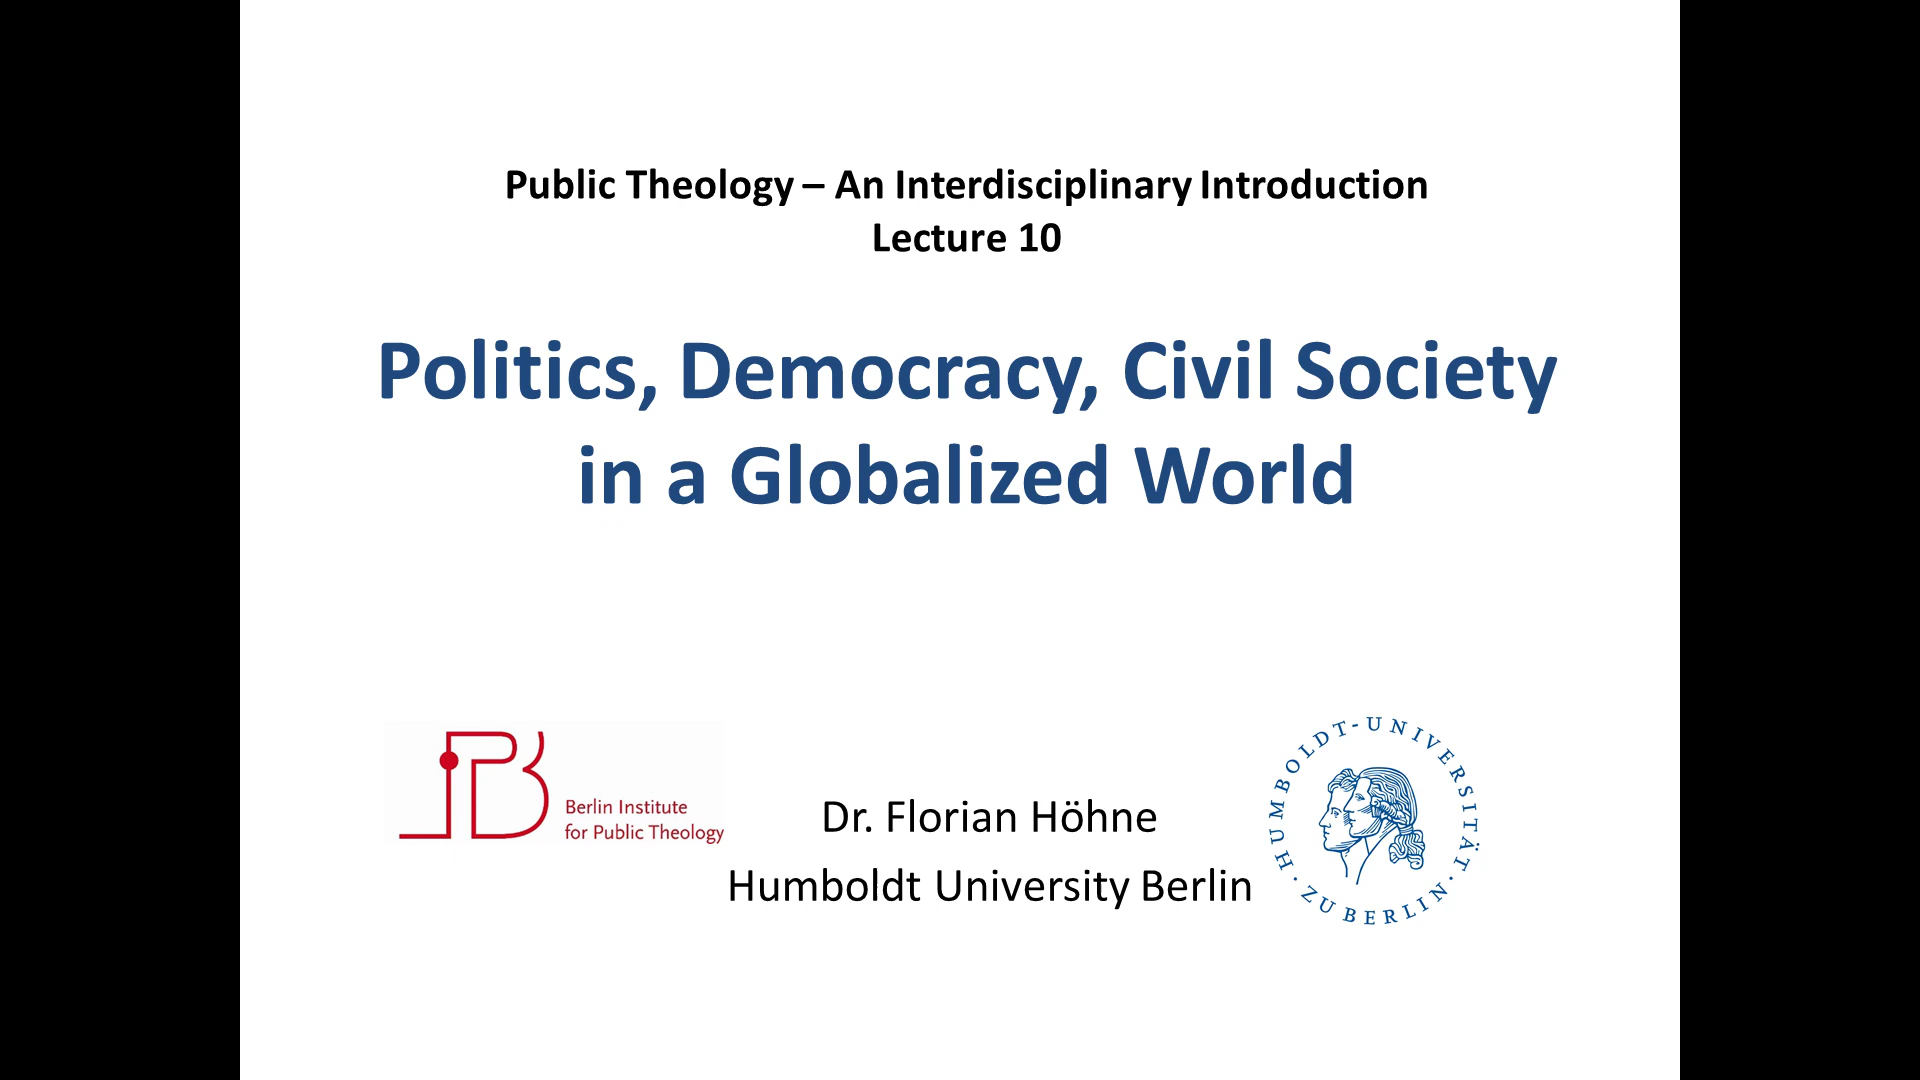 Public Theology – An Interdisciplinary Introduction
Lecture 10
Politics, Democracy, Civil Society
in a Globalized World
Berlin Institute
for Public Theology
Dr. Florian Höhne
Humboldt University Berlin
HUMBOLDT-UNIVERSITÄT · ZU BERLIN ·